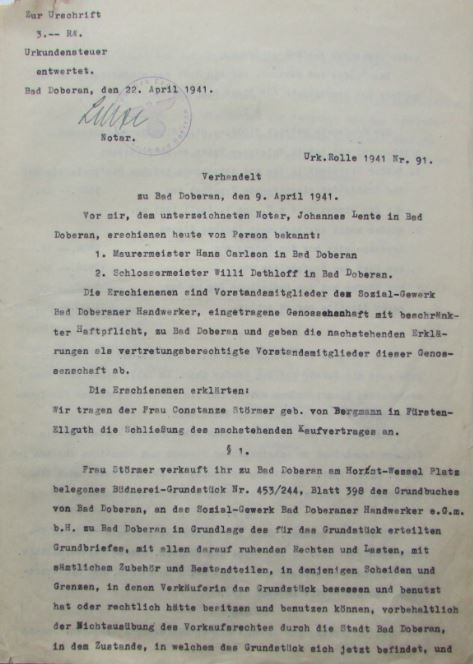 Zur Urschrift
3.-- RM.
Urkundensteuer
entwertet.
Bad Doberan, den 22. April 1941.
Notar.
Urk.Rolle 1941 Nr. 91.
Verhandelt
zu Bad Doberan, den 9. April 1941.
Vor mir, dem unterzeichneten Notar, Johannes Lente in Bad
Doberan, erschienen heute von Person bekannt:
1. Maurermeister Hans Carlson in Bad Doberan
2. Schlossermeister Willi Dethloff in Bad Doberan.
Die Erschienenen sind Vorstandsmitglieder des Sozial-Gewerk
Bad Doberaner Handwerker, eingetragene Genossenhaft mit beschränk-
ter Haftpflicht, zu Bad Doberan und geben die nachstehenden Erklä-
rungen als vertretungsberechtigte Vorstandsmitglieder dieser Genos-
senschaft ab.
Die Erschienenen erklärten:
Wir tragen der Frau Constanze Störmer geb. von Bergmann in Fürsten-
Ellguth die Schließung des nachstehenden Kaufvertrages an.
§ 1.
Frau Störmer verkauft ihr zu Bad Doberan am Horst-Wessel Platz
belegenes Büdnerei-Grundstück Nr. 453/244, Blatt 398 des Grundbuches
von Bad Doberan, an das Sozial-Gewerk Bad Doberaner Handwerker e.G.m.
b.H. zu Bad Doberan in Grundlage des für das Grundstück erteilten
Grundbriefes, mit allen darauf ruhenden Rechten und Lasten, mit
sämtlichem Zubehör und Bestandteilen, in denjenigen Scheiden und
Grenzen, in denen Verkäuferin das Grundstück besessen und benutzt
hat oder rechtlich hätte besitzen und benutzen können, vorbehaltlich
der Nichtausübung des Vorkaufsrechtes durch die Stadt Bad Doberan,
in dem Zustande, in welchem das Grundstück sich jetzt befindet, und